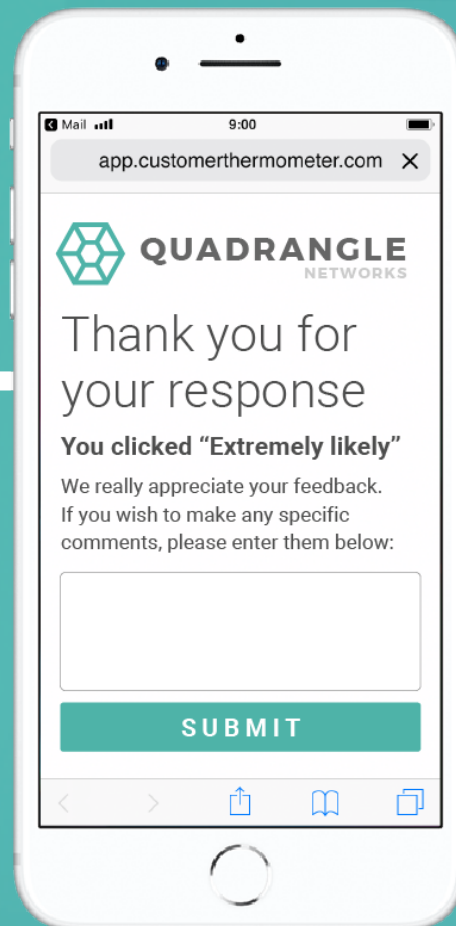 Mail 9:00
app.customerthermometer.com
QUADRANGLE
NETWORKS
Thank you for
your response
You clicked “Extremely likely”
We really appreciate your feedback.
If you wish to make any specific
comments, please enter them below:
SUBMIT